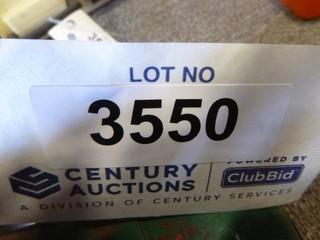 LOT NO
3550
CENTURY AUCTIONS
POWERED BY
ClubBid
A DIVISION OF CENTURY SERVICES